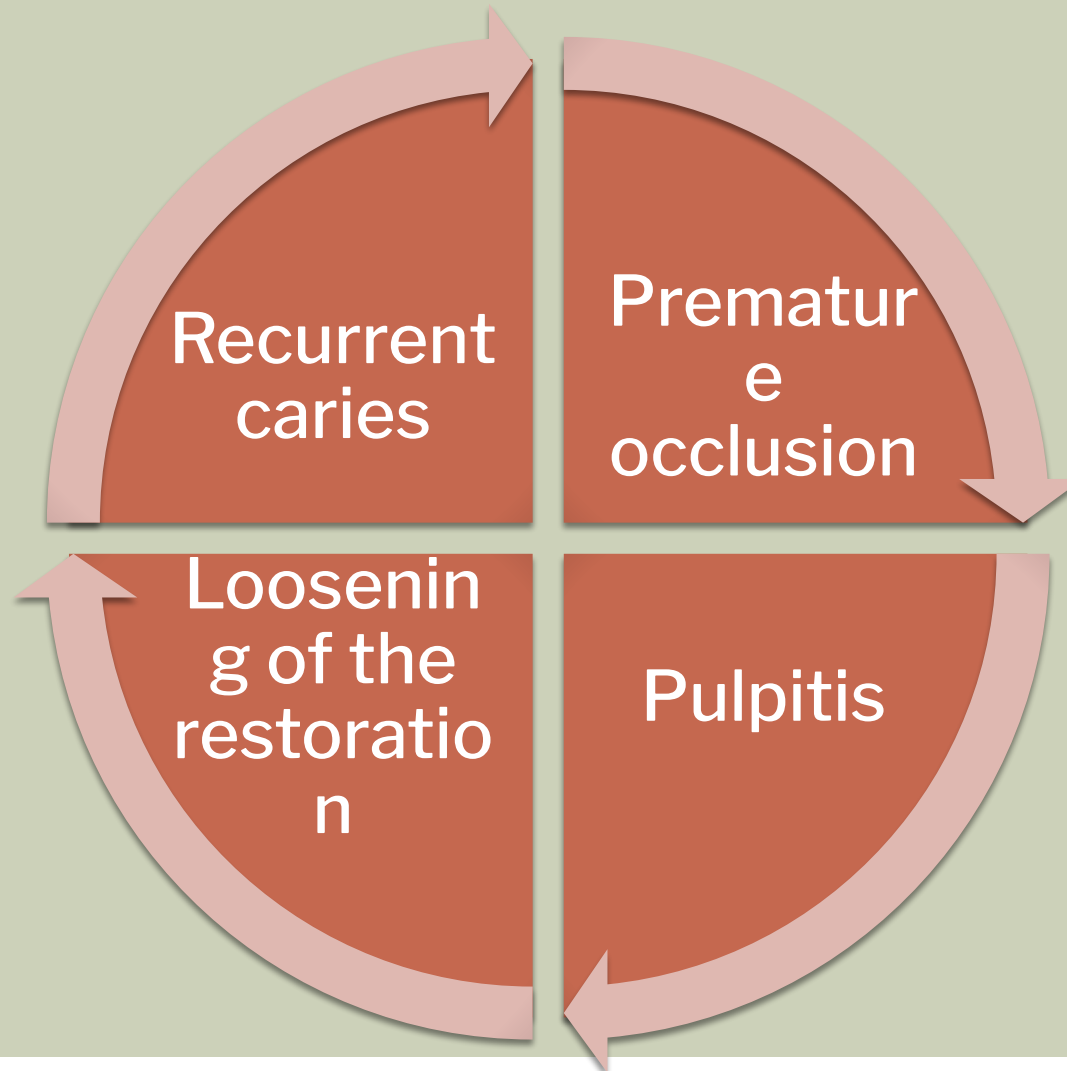 Recurrent
caries
Prematur
e
occlusion
Loosenin
g of the
restoratio
n
Pulpitis